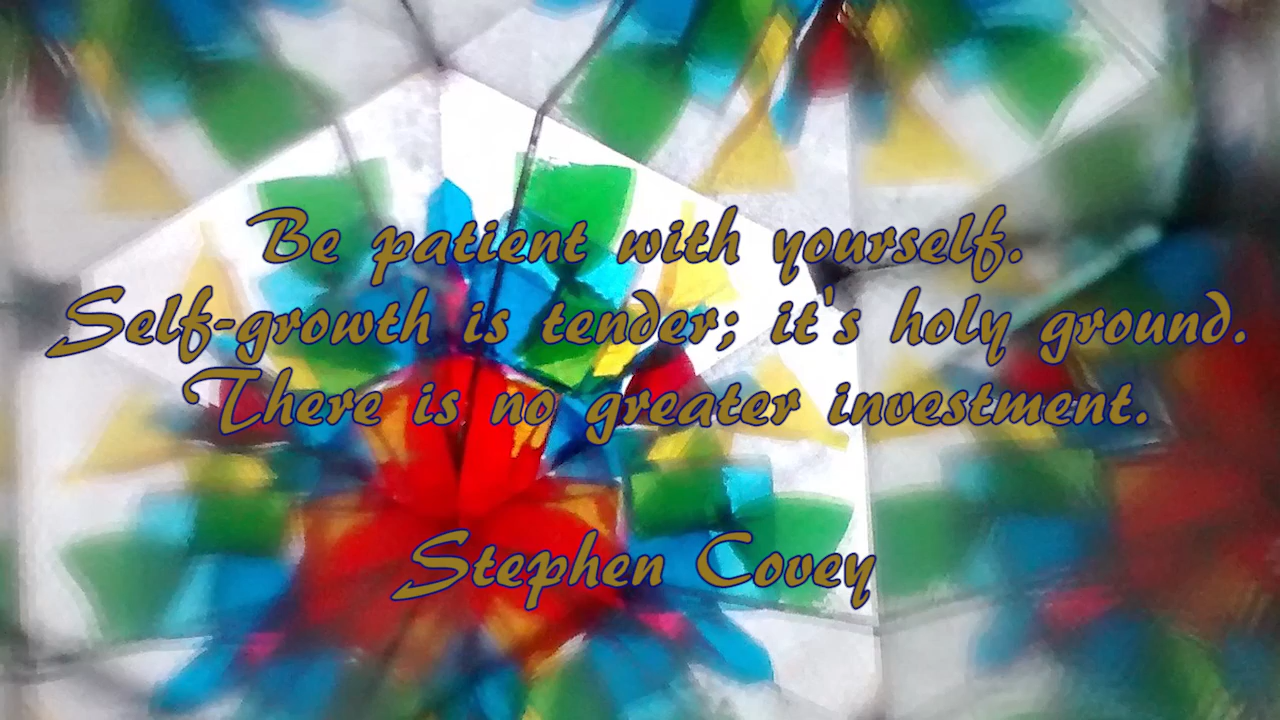 Be patient with yourself.
Self-growth is tender; it's holy ground.
There is no greater investment.
Stephen Covey